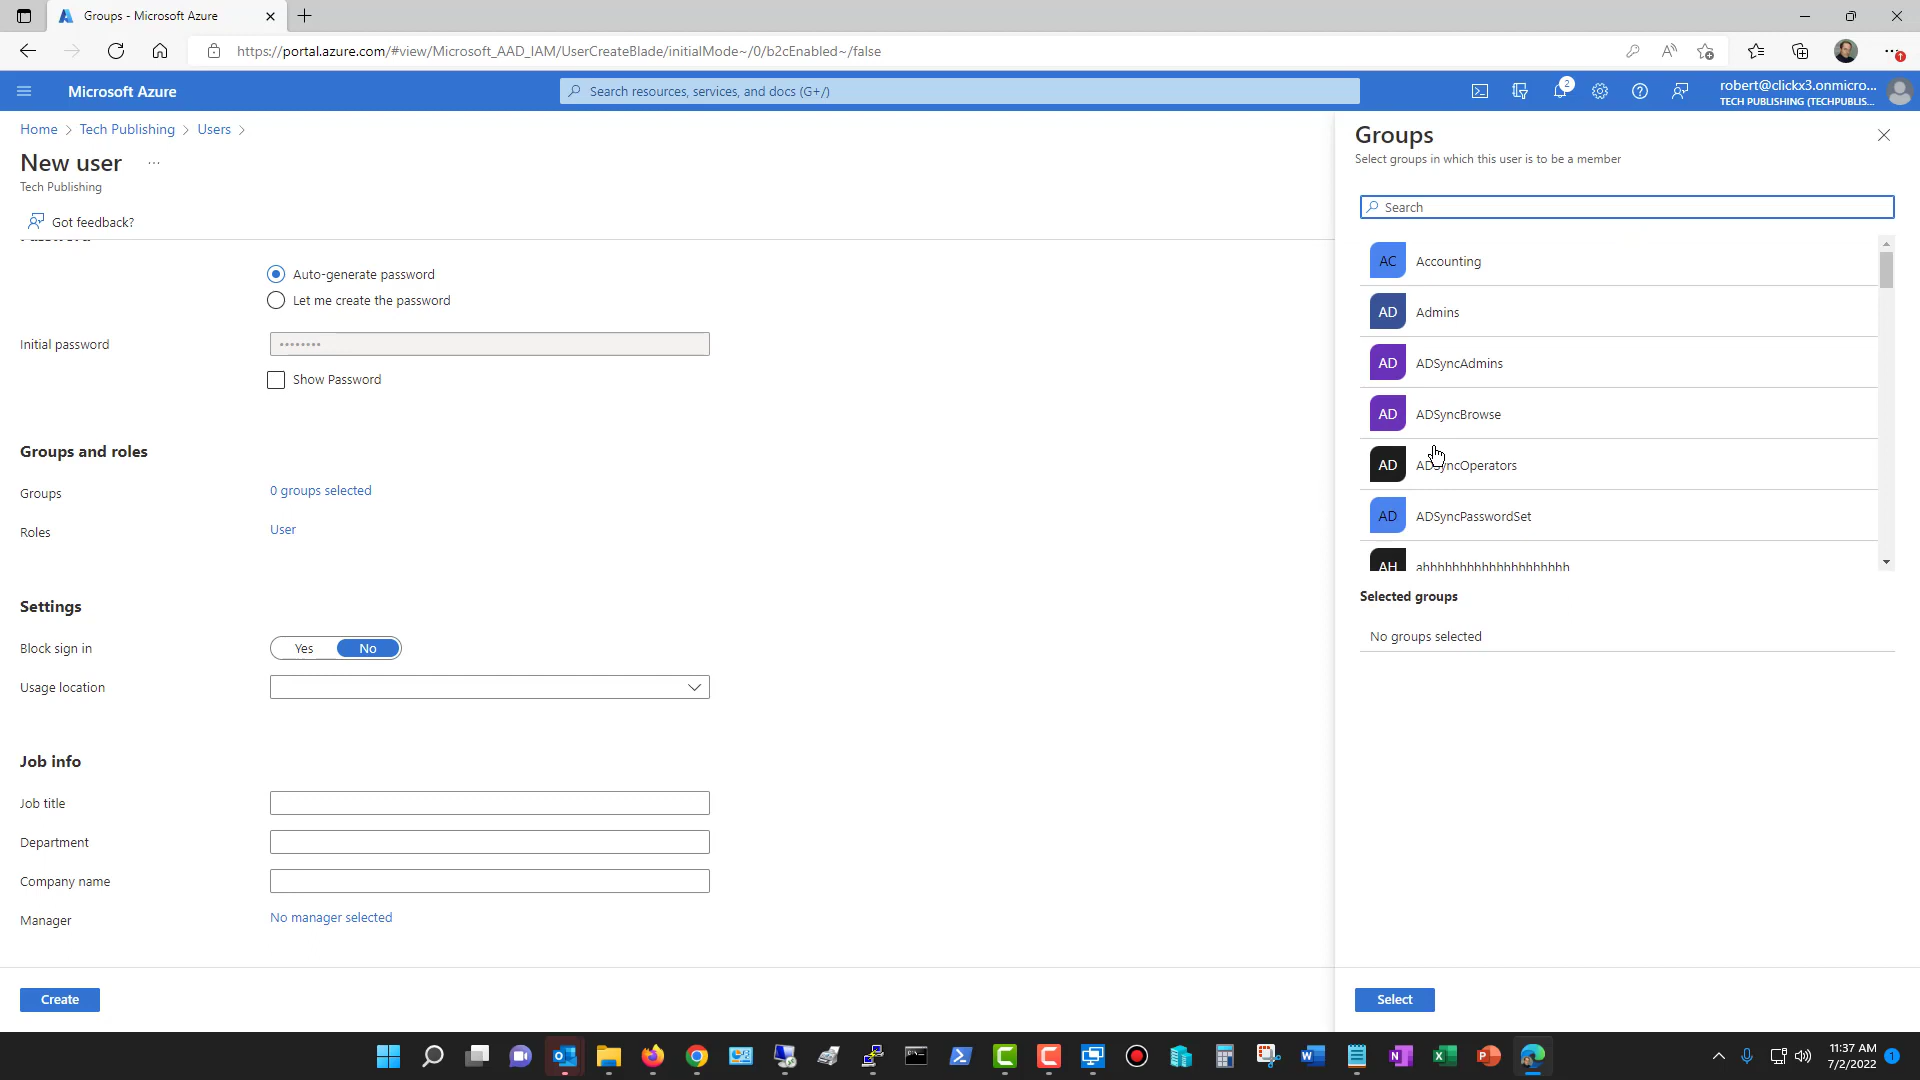 Groups - Microsoft Azure
https://portal.azure.com/#view/Microsoft_AAD_IAM/UserCreateBlade/initialMode~/0/b2cEnabled~/false
Microsoft Azure
Search resources, services, and docs (G+/)
2
robert@clickx3.onmicro...
TECH PUBLISHING (TECHPUBLIS...
Home > Tech Publishing > Users >
New user ...
Tech Publishing
Got feedback?
Password
Auto-generate password
Let me create the password
Initial password
Show Password
Groups and roles
Groups 0 groups selected
Roles User
Settings
Block sign in Yes No
Usage location
Job info
Job title
Department
Company name
Manager No manager selected
Create
Groups
Select groups in which this user is to be a member
Search
AC Accounting
AD Admins
AD ADSyncAdmins
AD ADSyncBrowse
AD ADSyncOperators
AD ADSyncPasswordSet
AH
Selected groups
No groups selected
Select
11:37 AM
7/2/2022
1